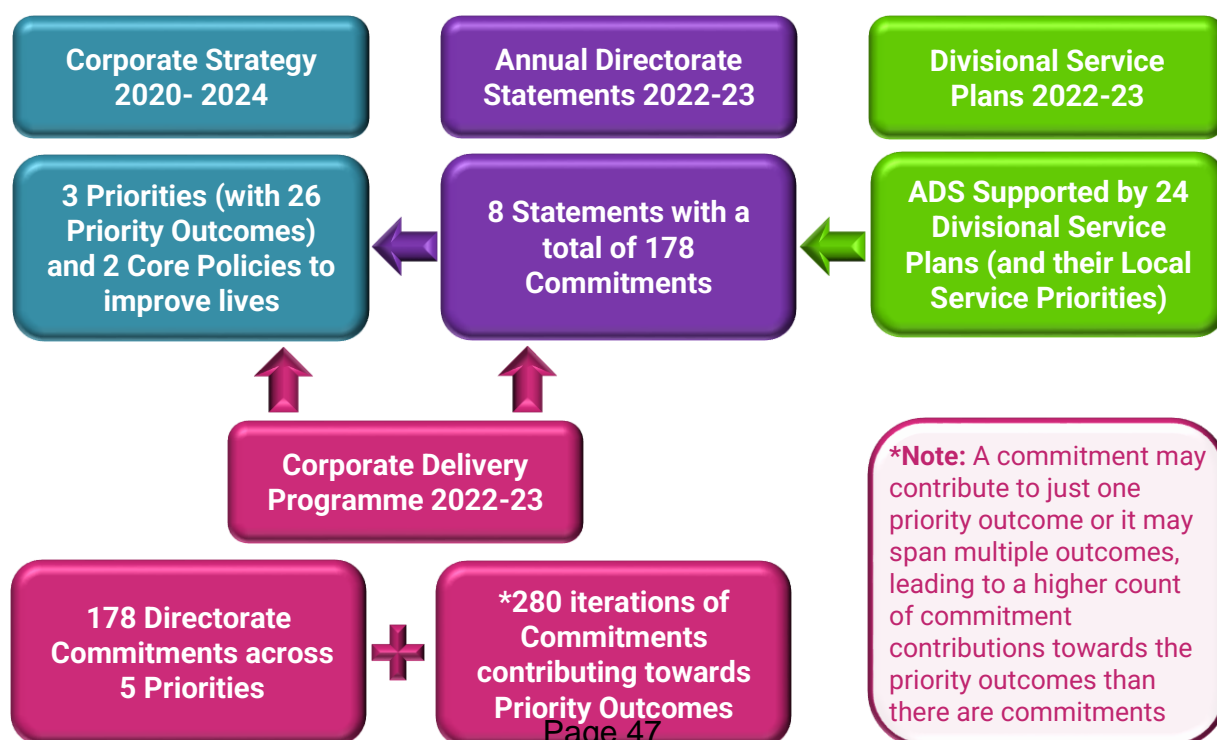 Corporate Strategy
2020- 2024
Annual Directorate
Statements 2022-23
Divisional Service
Plans 2022-23
3 Priorities (with 26
Priority Outcomes)
and 2 Core Policies to
improve lives
8 Statements with a
total of 178
Commitments
ADS Supported by 24
Divisional Service
Plans (and their Local
Service Priorities)
Corporate Delivery
Programme 2022-23
178 Directorate
Commitments across
5 Priorities
*280 iterations of
Commitments
contributing towards
Priority Outcomes
*Note: A commitment may
contribute to just one
priority outcome or it may
span multiple outcomes,
leading to a higher count
of commitment
contributions towards the
priority outcomes than
there are commitments
Page 47